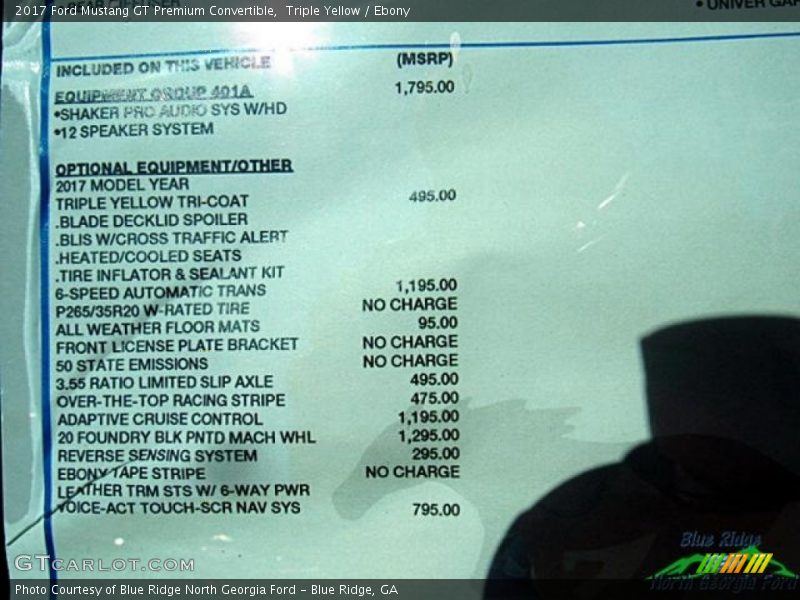 2017 Ford Mustang GT Premium Convertible,  Triple Yellow / Ebony
INCLUDED ON THIS VEHICLE (MSRP)
EQUIPMENT GROUP 401A 1,795.00
•SHAKER PRO AUDIO SYS W/HD
•12 SPEAKER SYSTEM
OPTIONAL EQUIPMENT/OTHER
2017 MODEL YEAR
TRIPLE YELLOW TRI-COAT 495.00
.BLADE DECKLID SPOILER
.BLIS W/CROSS TRAFFIC ALERT
.HEATED/COOLED SEATS
.TIRE INFLATOR & SEALANT KIT
6-SPEED AUTOMATIC TRANS 1,195.00
P265/35R20 W-RATED TIRE NO CHARGE
ALL WEATHER FLOOR MATS 95.00
FRONT LICENSE PLATE BRACKET NO CHARGE
50 STATE EMISSIONS NO CHARGE
3.55 RATIO LIMITED SLIP AXLE 495.00
OVER-THE-TOP RACING STRIPE 475.00
ADAPTIVE CRUISE CONTROL 1,195.00
20 FOUNDRY BLK PNTD MACH WHL 1,295.00
REVERSE SENSING SYSTEM 295.00
EBONY TAPE STRIPE NO CHARGE
LEATHER TRM STS W/ 6-WAY PWR
VOICE-ACT TOUCH-SCR NAV SYS 795.00
Blue Ridge
North Georgia Ford
GTCarLot.com
Photo Courtesy of Blue Ridge North Georgia Ford - Blue Ridge, GA